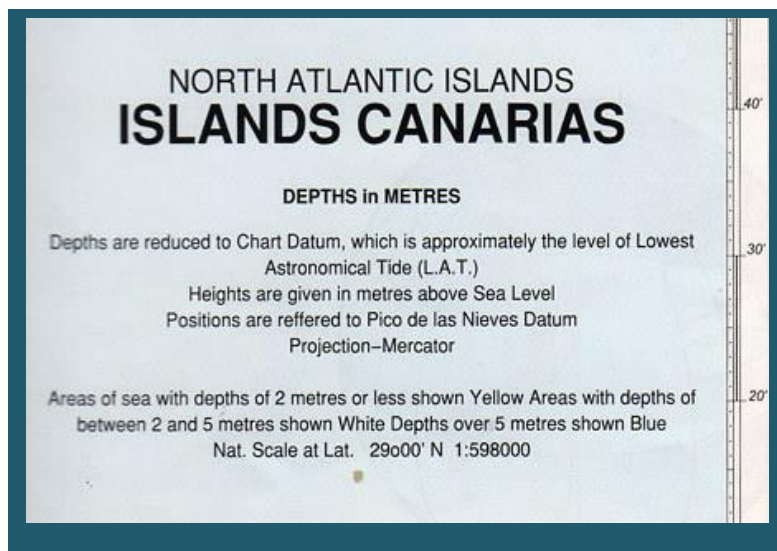 NORTH ATLANTIC ISLANDS
ISLANDS CANARIAS
DEPTHS in METRES
Depths are reduced to Chart Datum, which is approximately the level of Lowest
Astronomical Tide (L.A.T.)
Heights are given in metres above Sea Level
Positions are reffered to Pico de las Nieves Datum
Projection–Mercator
Areas of sea with depths of 2 metres or less shown Yellow Areas with depths of
between 2 and 5 metres shown White Depths over 5 metres shown Blue
Nat. Scale at Lat. 29o00' N 1:598000
40'
30'
20'